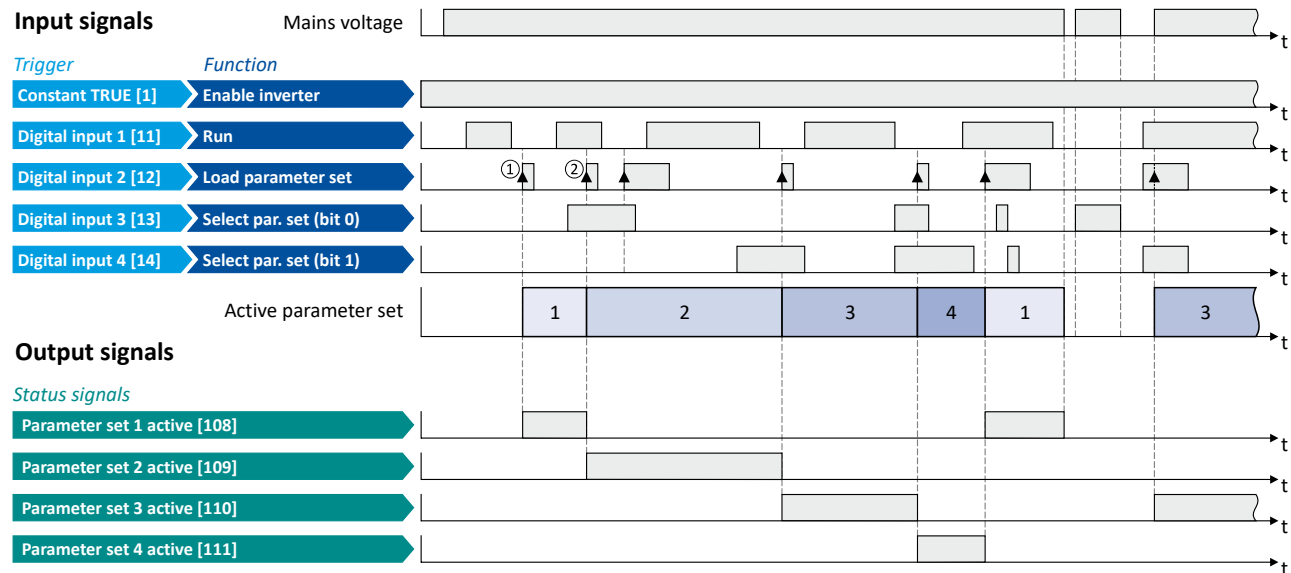 Input signals
Mains voltage
t
Trigger Function
Constant TRUE [1] Enable inverter
t
Digital input 1 [11] Run
t
Digital input 2 [12] Load parameter set ① ②
t
Digital input 3 [13] Select par. set (bit 0)
t
Digital input 4 [14] Select par. set (bit 1)
t
Active parameter set 1 2 3 4 1 3
t
Output signals
Status signals
Parameter set 1 active [108]
t
Parameter set 2 active [109]
t
Parameter set 3 active [110]
t
Parameter set 4 active [111]
t